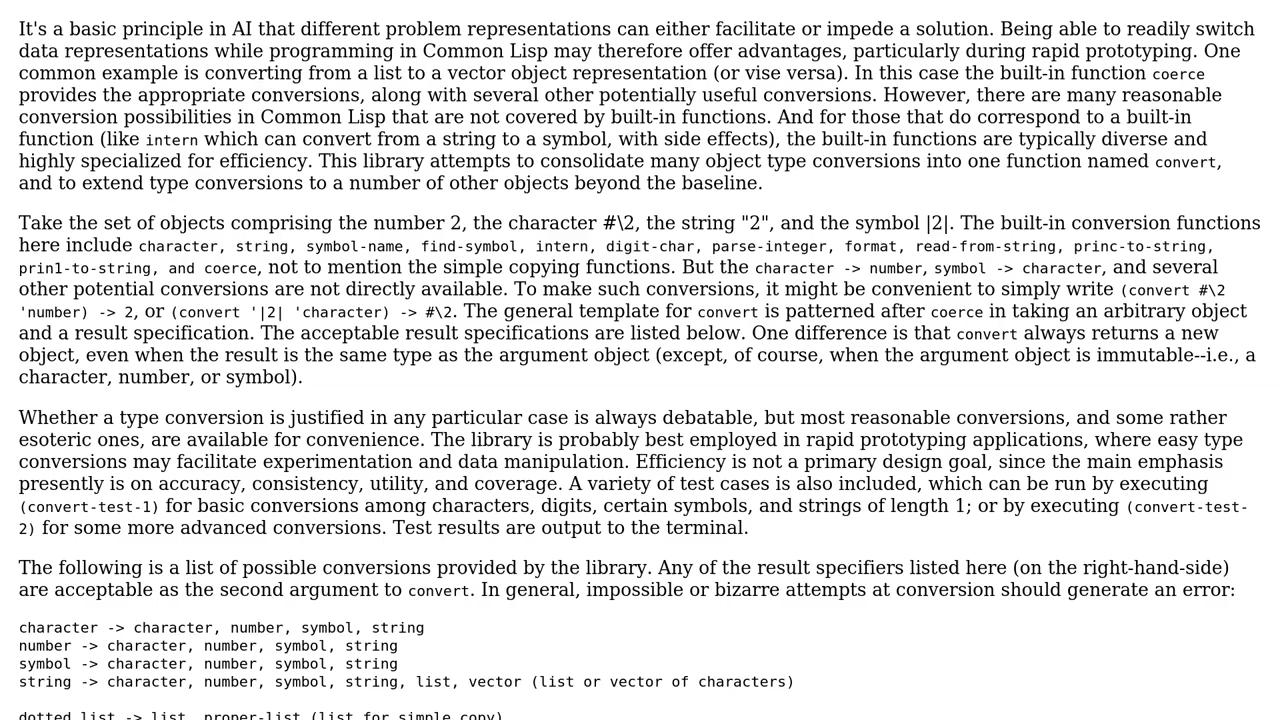 It's a basic principle in AI that different problem representations can either facilitate or impede a solution. Being able to readily switch
data representations while programming in Common Lisp may therefore offer advantages, particularly during rapid prototyping. One
common example is converting from a list to a vector object representation (or vise versa). In this case the built-in function coerce
provides the appropriate conversions, along with several other potentially useful conversions. However, there are many reasonable
conversion possibilities in Common Lisp that are not covered by built-in functions. And for those that do correspond to a built-in
function (like intern which can convert from a string to a symbol, with side effects), the built-in functions are typically diverse and
highly specialized for efficiency. This library attempts to consolidate many object type conversions into one function named convert,
and to extend type conversions to a number of other objects beyond the baseline.
Take the set of objects comprising the number 2, the character #\2, the string "2", and the symbol |2|. The built-in conversion functions
here include character, string, symbol-name, find-symbol, intern, digit-char, parse-integer, format, read-from-string, princ-to-string,
prin1-to-string, and coerce, not to mention the simple copying functions. But the character -> number, symbol -> character, and several
other potential conversions are not directly available. To make such conversions, it might be convenient to simply write (convert #\2
'number) -> 2, or (convert '|2| 'character) -> #\2. The general template for convert is patterned after coerce in taking an arbitrary object
and a result specification. The acceptable result specifications are listed below. One difference is that convert always returns a new
object, even when the result is the same type as the argument object (except, of course, when the argument object is immutable--i.e., a
character, number, or symbol).
Whether a type conversion is justified in any particular case is always debatable, but most reasonable conversions, and some rather
esoteric ones, are available for convenience. The library is probably best employed in rapid prototyping applications, where easy type
conversions may facilitate experimentation and data manipulation. Efficiency is not a primary design goal, since the main emphasis
presently is on accuracy, consistency, utility, and coverage. A variety of test cases is also included, which can be run by executing
(convert-test-1) for basic conversions among characters, digits, certain symbols, and strings of length 1; or by executing (convert-test-
2) for some more advanced conversions. Test results are output to the terminal.
The following is a list of possible conversions provided by the library. Any of the result specifiers listed here (on the right-hand-side)
are acceptable as the second argument to convert. In general, impossible or bizarre attempts at conversion should generate an error:
character -> character, number, symbol, string
number -> character, number, symbol, string
symbol -> character, number, symbol, string
string -> character, number, symbol, string, list, vector (list or vector of characters)
dotted list -> list, proper-list (list for simple copy)